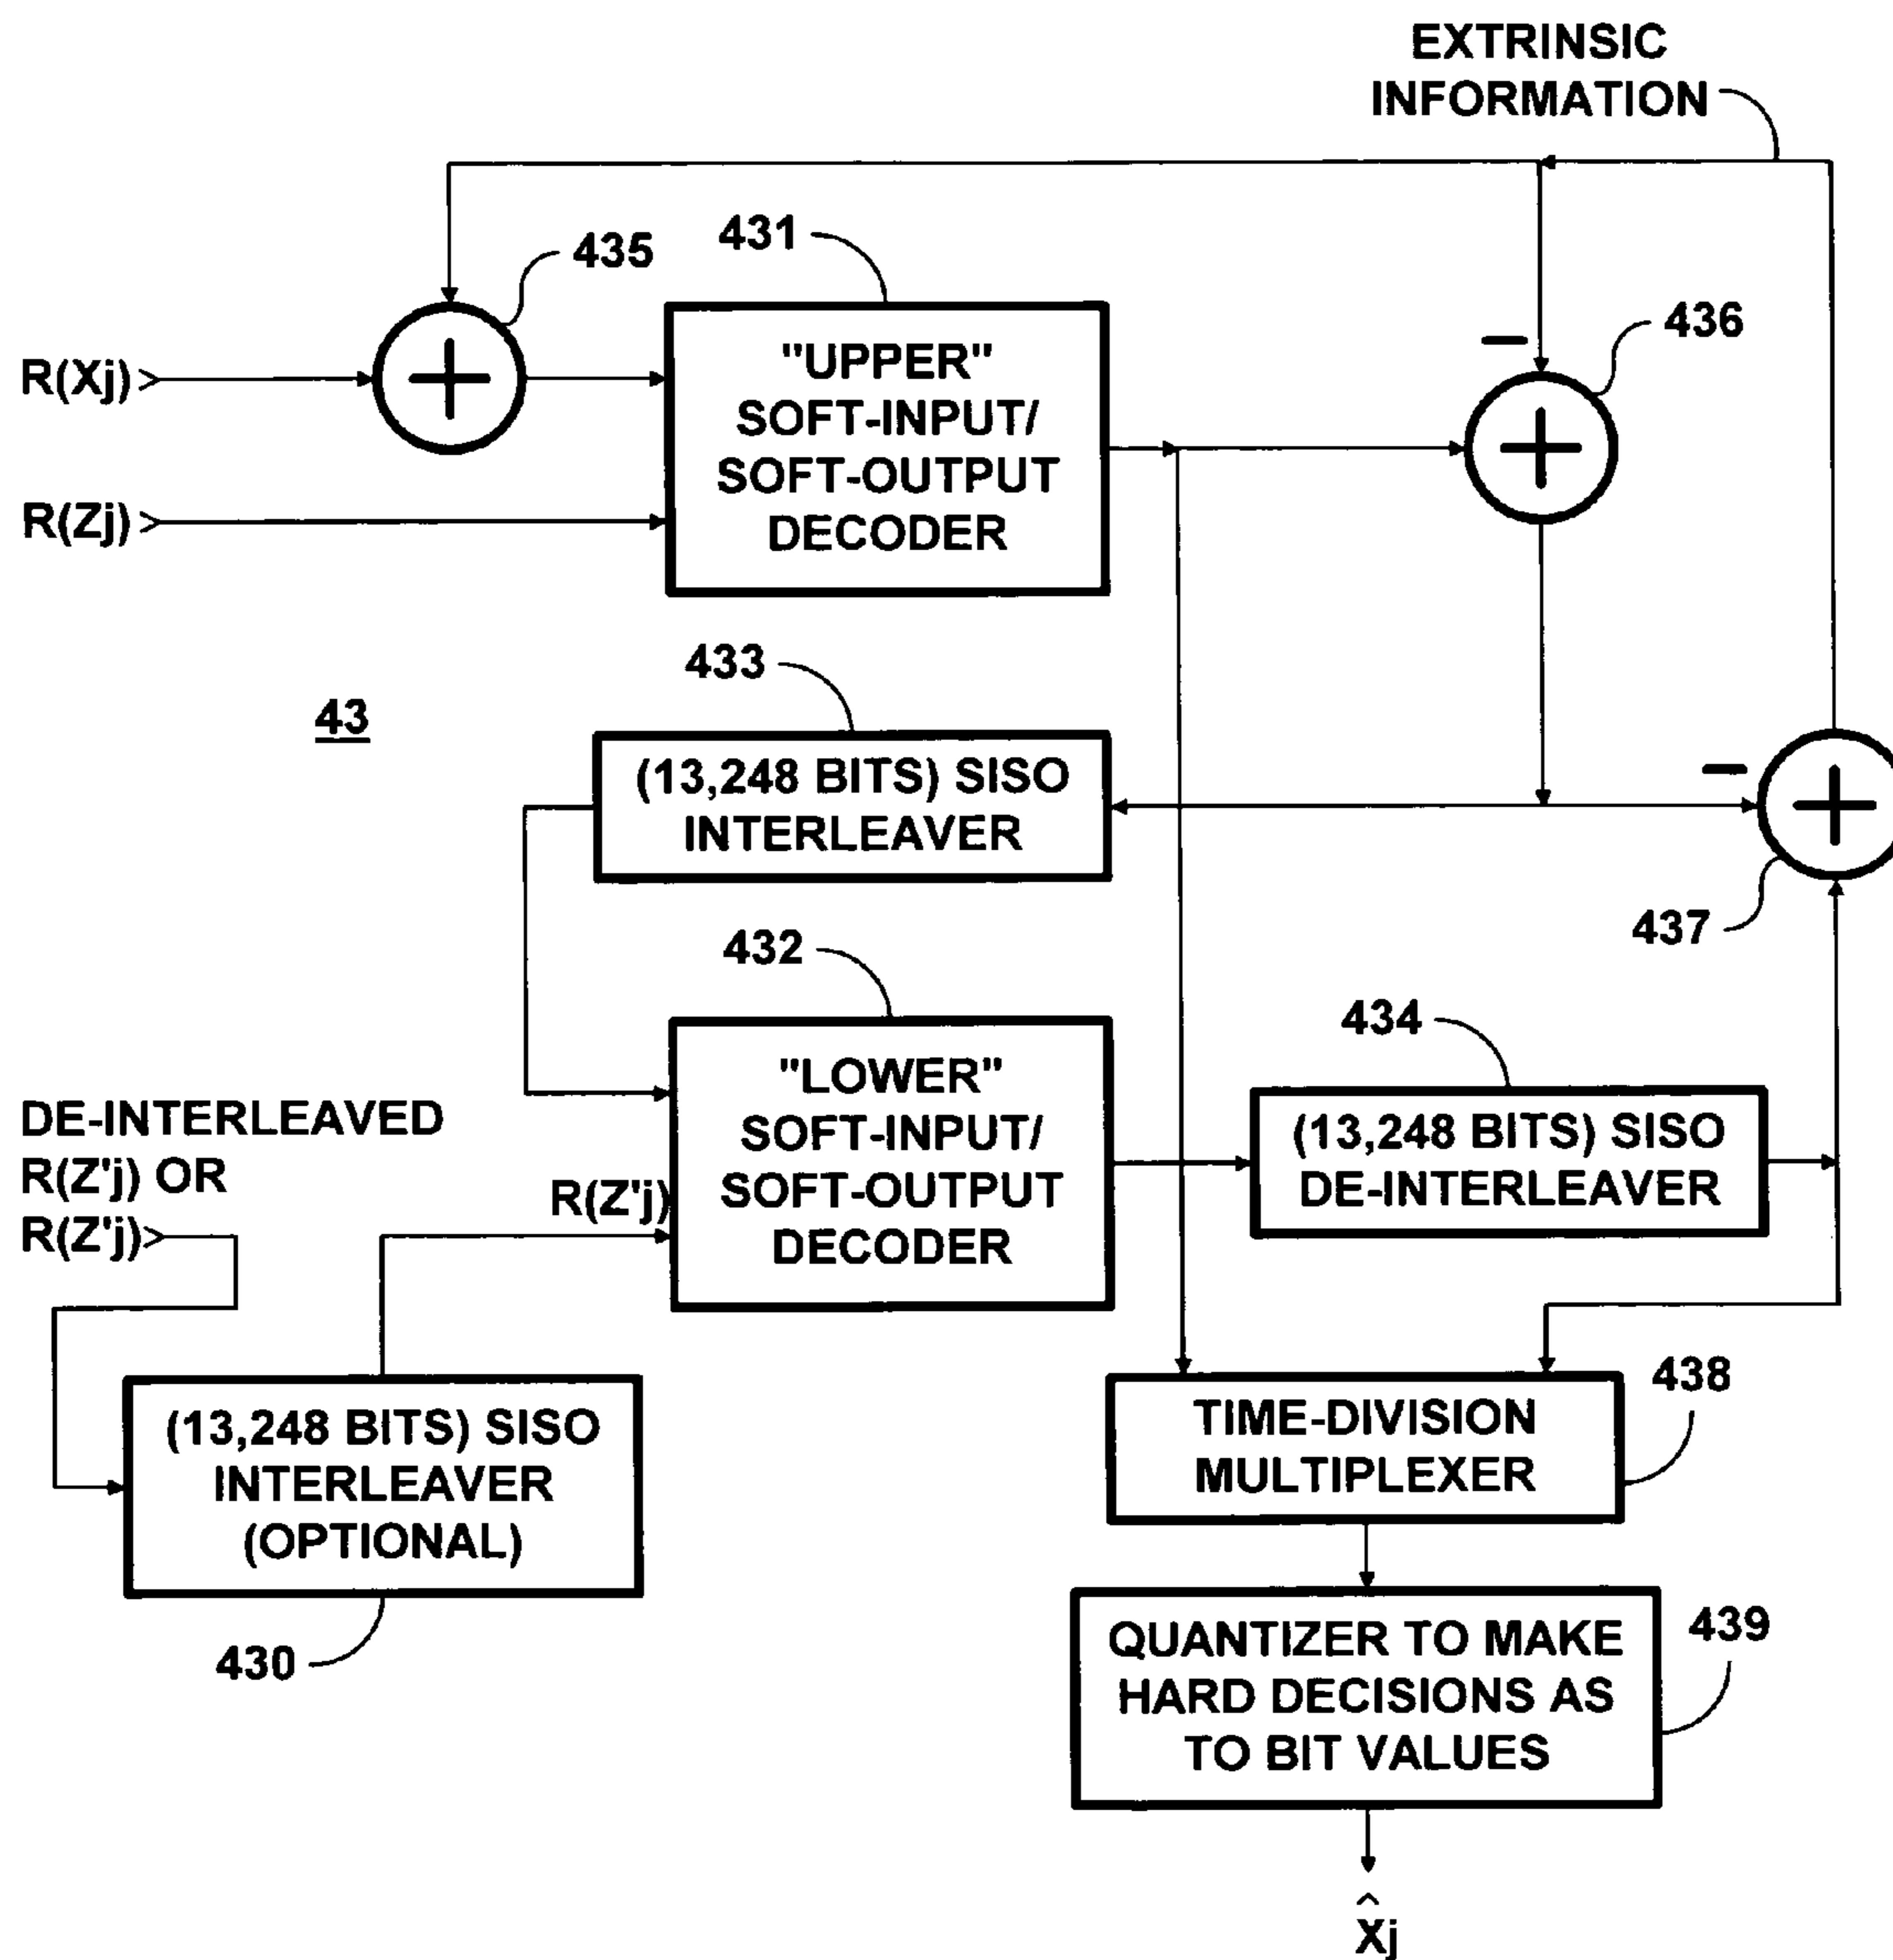 EXTRINSIC
INFORMATION
431
435
436
R(Xj)
"UPPER"
SOFT-INPUT/
SOFT-OUTPUT
DECODER
+
+
−
R(Zj)
433
43
(13,248 BITS) SISO
INTERLEAVER
−
+
437
432
434
"LOWER"
SOFT-INPUT/
SOFT-OUTPUT
DECODER
(13,248 BITS) SISO
DE-INTERLEAVER
DE-INTERLEAVED
R(Z'j) OR
R(Z'j)
R(Z'j)
438
(13,248 BITS) SISO
INTERLEAVER
(OPTIONAL)
TIME-DIVISION
MULTIPLEXER
430
439
QUANTIZER TO MAKE
HARD DECISIONS AS
TO BIT VALUES
X̂j